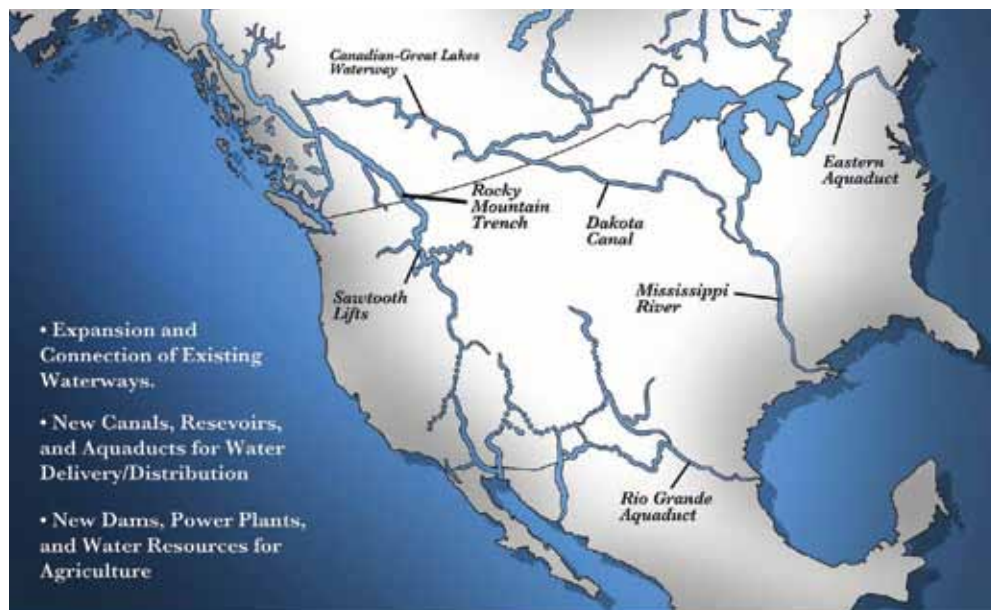 Canadian-Great Lakes
Waterway
Eastern
Aquaduct
Rocky
Mountain
Trench
Dakota
Canal
Sawtooth
Lifts
Mississippi
River
• Expansion and
Connection of Existing
Waterways.
• New Canals, Resevoirs,
and Aquaducts for Water
Delivery/Distribution
Rio Grande
Aquaduct
• New Dams, Power Plants,
and Water Resources for
Agriculture